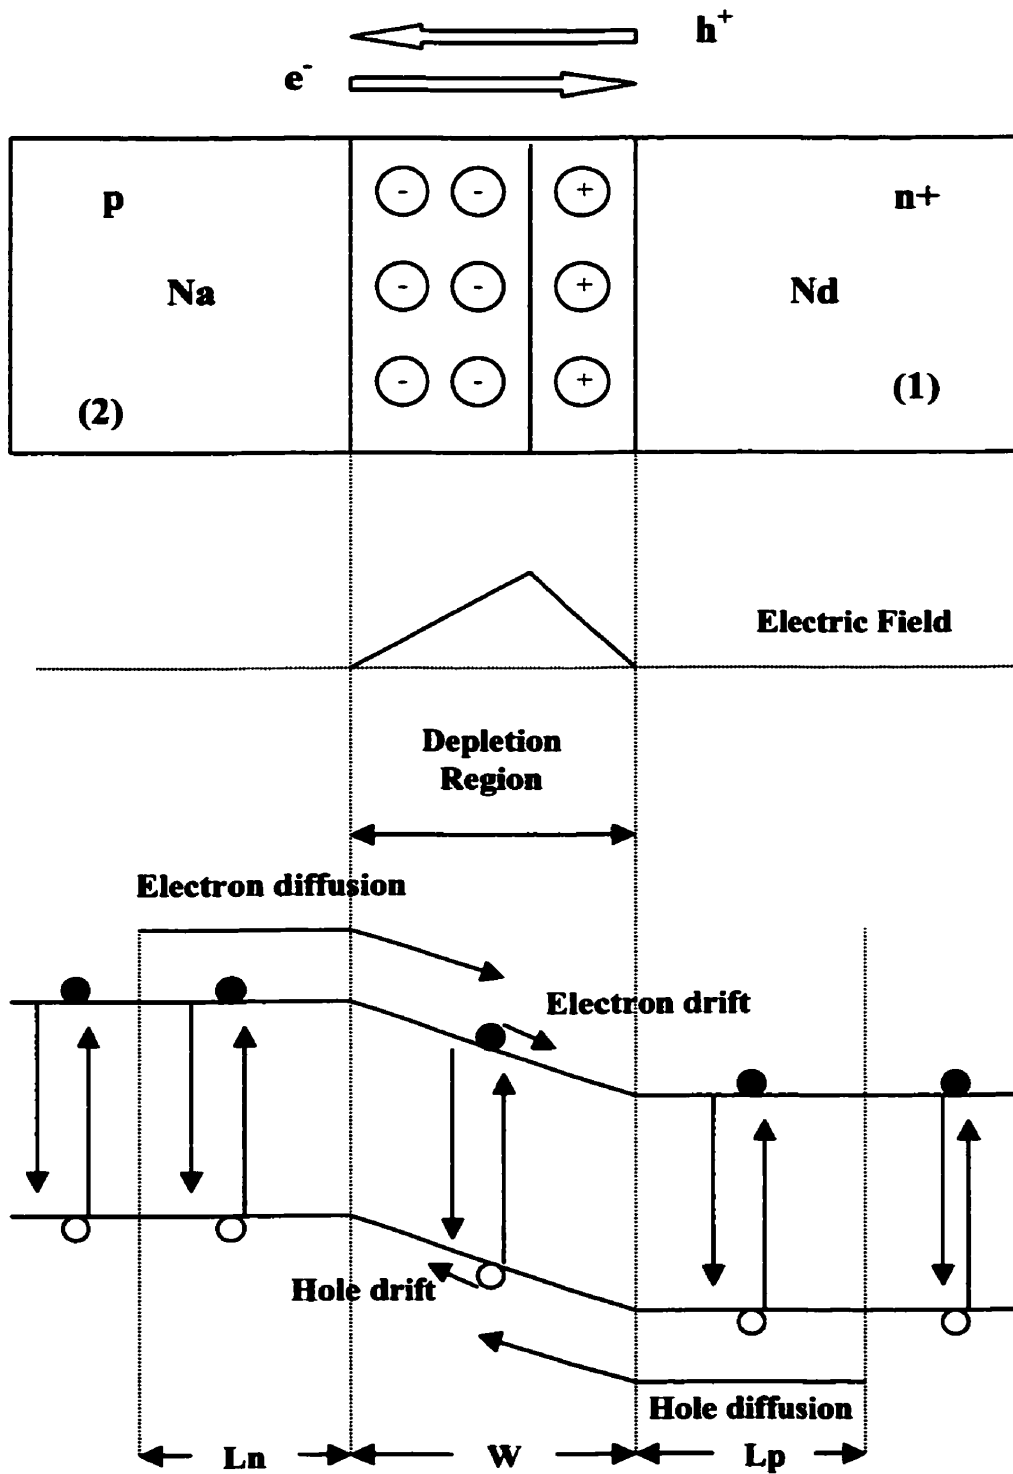 h⁺
e⁻
p
n+
- - +
Na
Nd
- - +
(2)
(1)
- - +
Electric Field
Depletion
Region
Electron diffusion
Electron drift
Hole drift
Hole diffusion
Ln
W
Lp